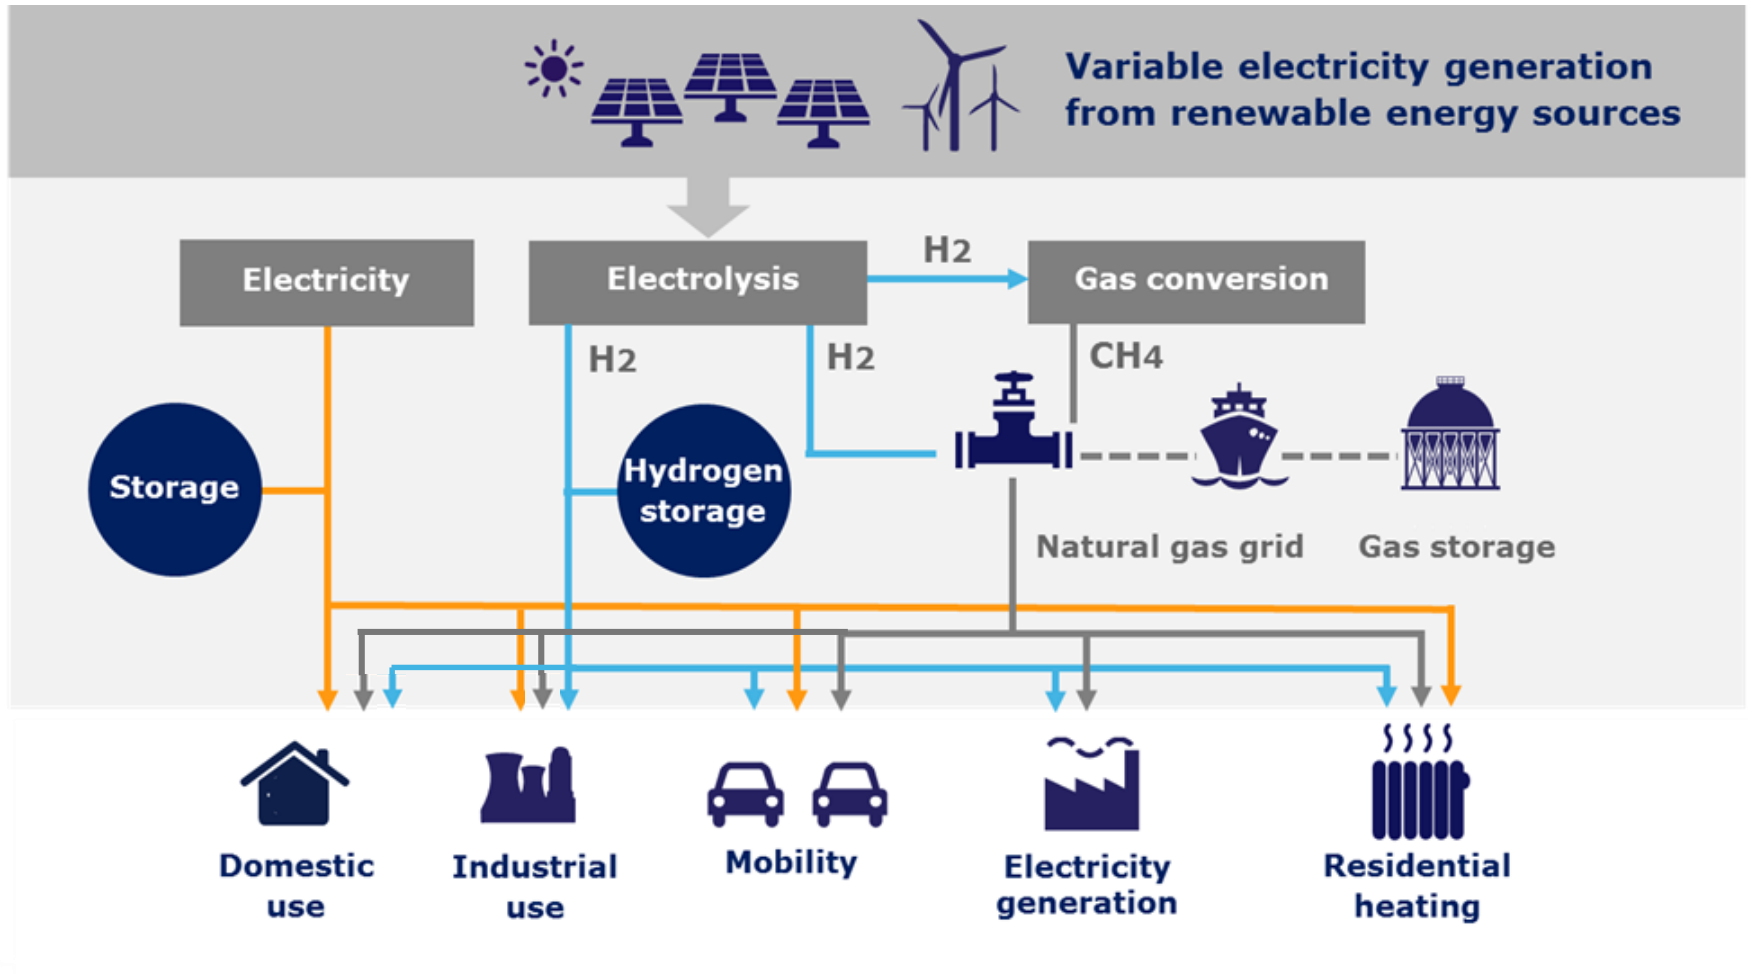 Variable electricity generation
from renewable energy sources
Electricity
Electrolysis
H2
Gas conversion
H2
H2
CH4
Storage
Hydrogen
storage
Natural gas grid
Gas storage
Domestic
use
Industrial
use
Mobility
Electricity
generation
Residential
heating